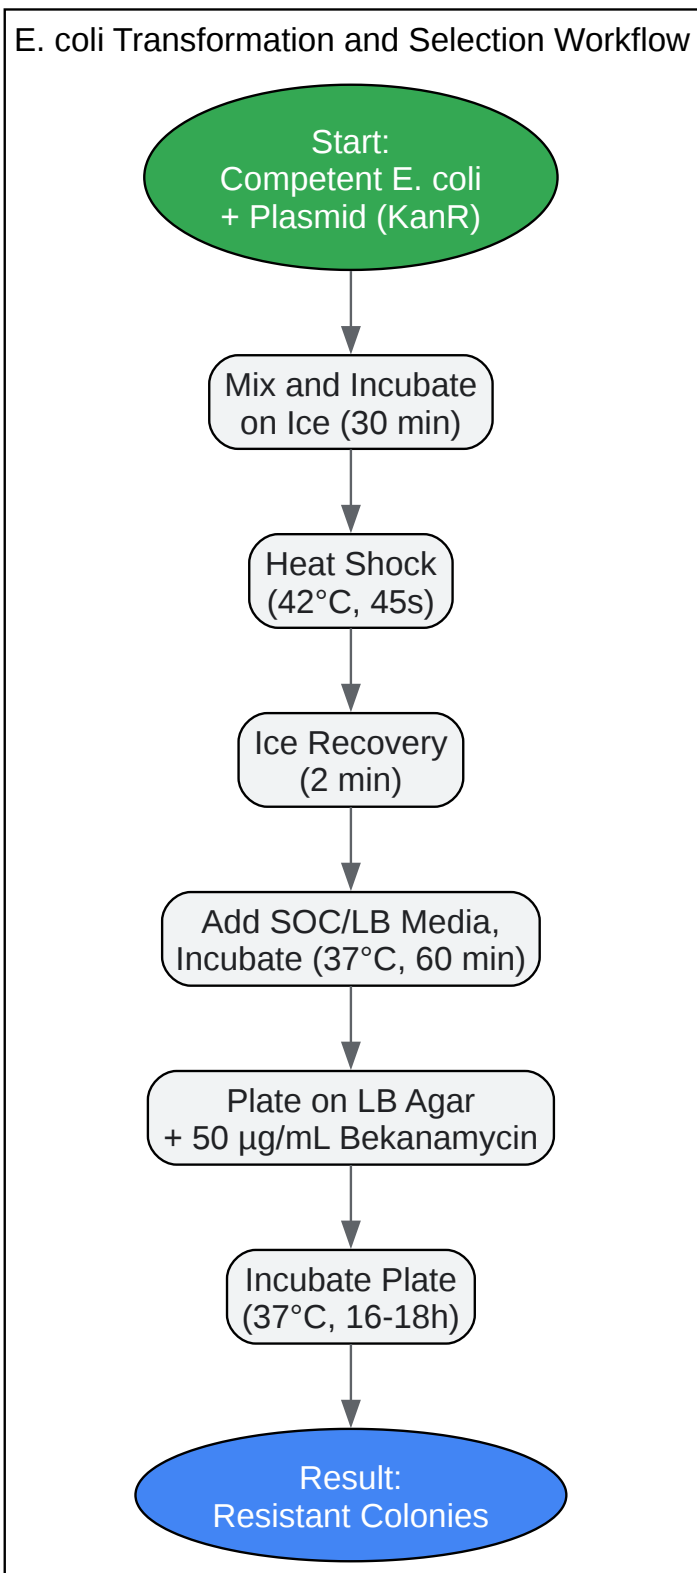 E. coli Transformation and Selection Workflow
Start:
Competent E. coli
+ Plasmid (KanR)
Mix and Incubate
on Ice (30 min)
Heat Shock
(42°C, 45s)
Ice Recovery
(2 min)
Add SOC/LB Media,
Incubate (37°C, 60 min)
Plate on LB Agar
+ 50 µg/mL Bekanamycin
Incubate Plate
(37°C, 16-18h)
Result:
Resistant Colonies